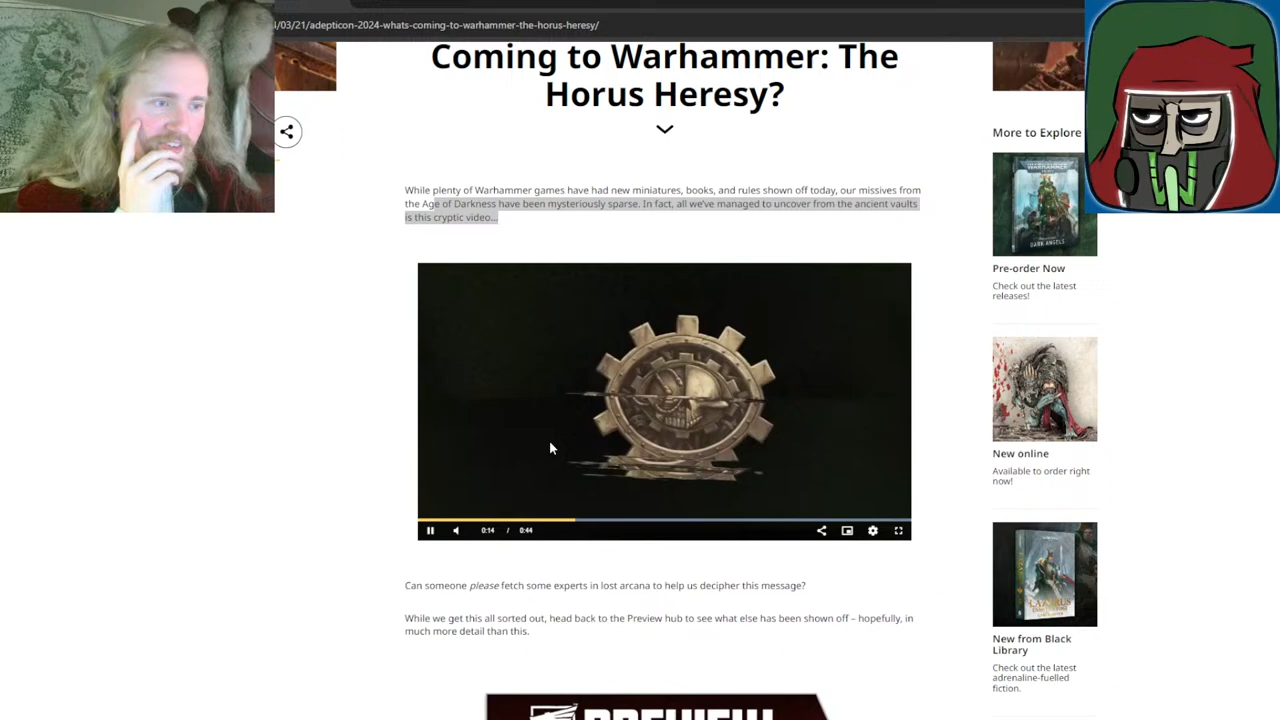 /03/21/adepticon-2024-whats-coming-to-warhammer-the-horus-heresy/
Coming to Warhammer: The
Horus Heresy?
While plenty of Warhammer games have had new miniatures, books, and rules shown off today, our missives from
the Age of Darkness have been mysteriously sparse. In fact, all we've managed to uncover from the ancient vaults
is this cryptic video...
0:14 / 0:44
Can someone please fetch some experts in lost arcana to help us decipher this message?
While we get this all sorted out, head back to the Preview hub to see what else has been shown off – hopefully, in
much more detail than this.
PREVIEW
More to Explore
WARHAMMER
DARK ANGELS
Pre-order Now
Check out the latest
releases!
New online
Available to order right
now!
New from Black
Library
Check out the latest
adrenaline-fuelled
fiction.